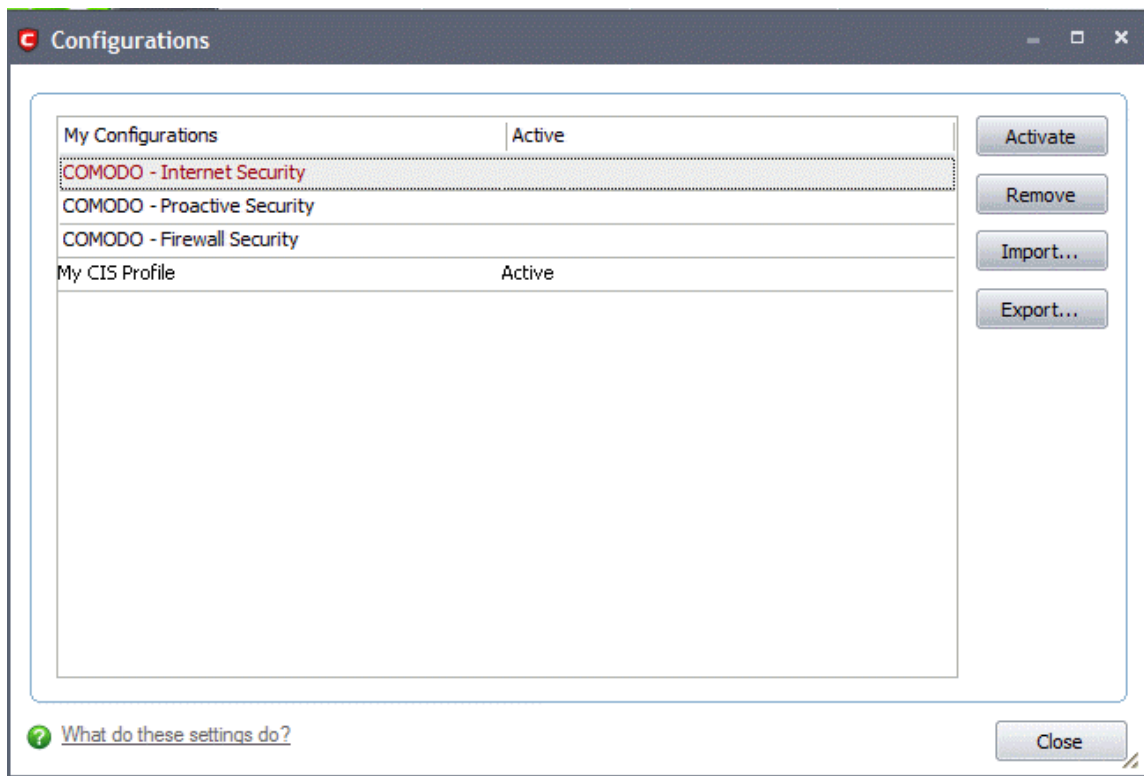 Configurations
My Configurations Active
COMODO - Internet Security
COMODO - Proactive Security
COMODO - Firewall Security
My CIS Profile Active
Activate
Remove
Import...
Export...
What do these settings do?
Close